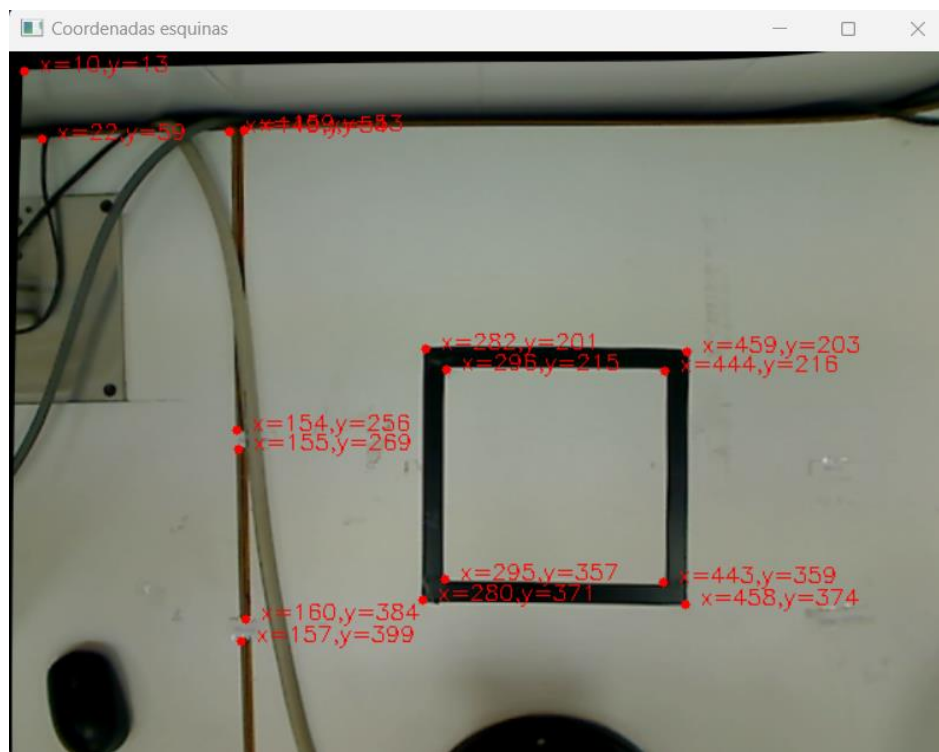 Coordenadas esquinas
x=10,y=13
x=22,y=59
x=282,y=201
x=459,y=203
x=296,y=215
x=444,y=216
x=154,y=256
x=155,y=269
x=295,y=357
x=443,y=359
x=280,y=371
x=458,y=374
x=160,y=384
x=157,y=399